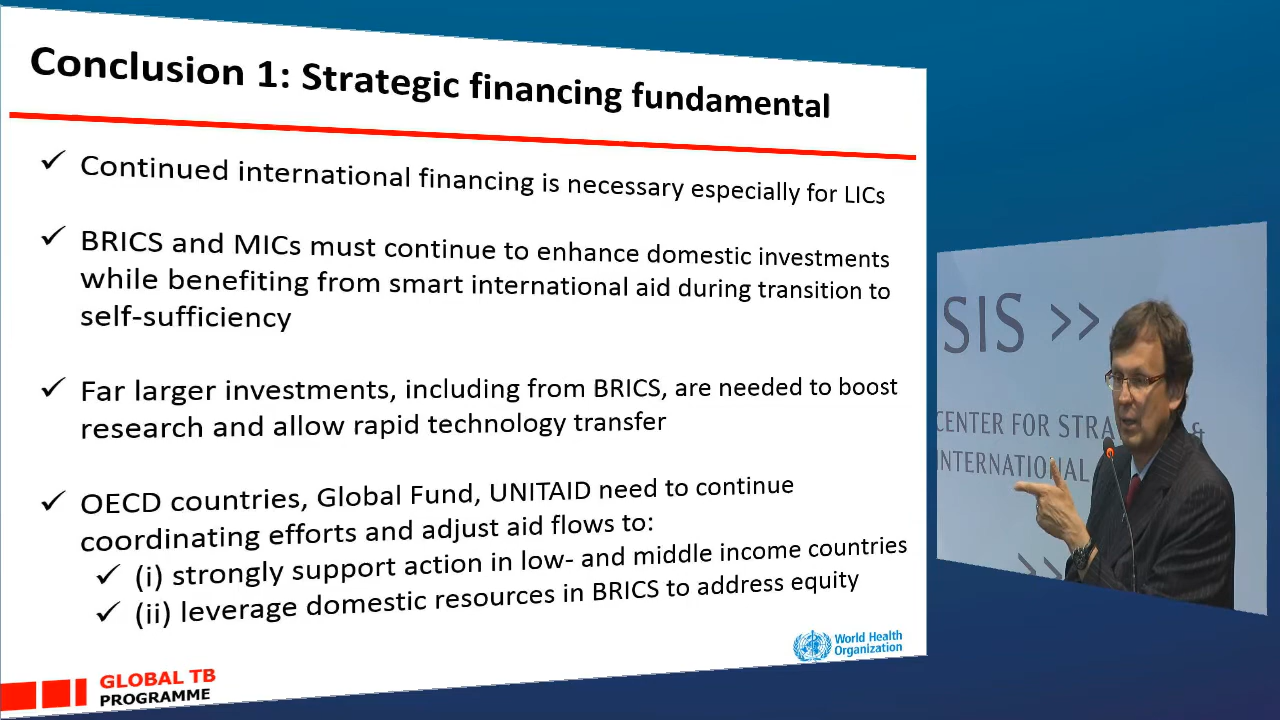 Conclusion 1: Strategic financing fundamental
✓ Continued international financing is necessary especially for LICs
✓ BRICS and MICs must continue to enhance domestic investments
while benefiting from smart international aid during transition to
self-sufficiency
✓ Far larger investments, including from BRICS, are needed to boost
research and allow rapid technology transfer
✓ OECD countries, Global Fund, UNITAID need to continue
coordinating efforts and adjust aid flows to:
✓ (i) strongly support action in low- and middle income countries
✓ (ii) leverage domestic resources in BRICS to address equity
GLOBAL TB
PROGRAMME
World Health
Organization
SIS >>
CENTER FOR STRA &
INTERNATIONAL
>>